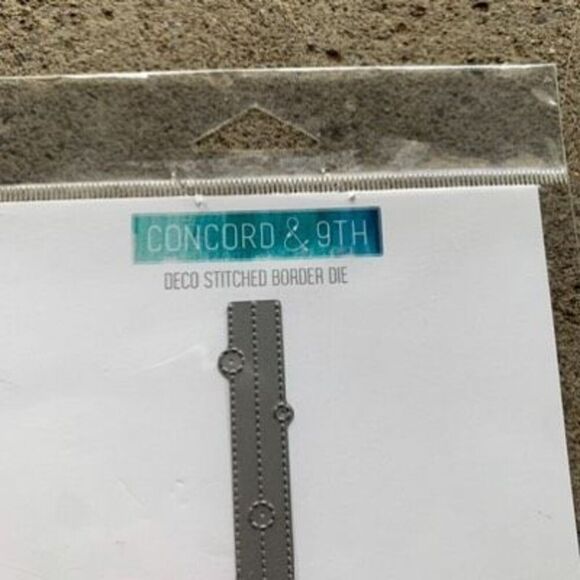 CONCORD & 9TH
DECO STITCHED BORDER DIE